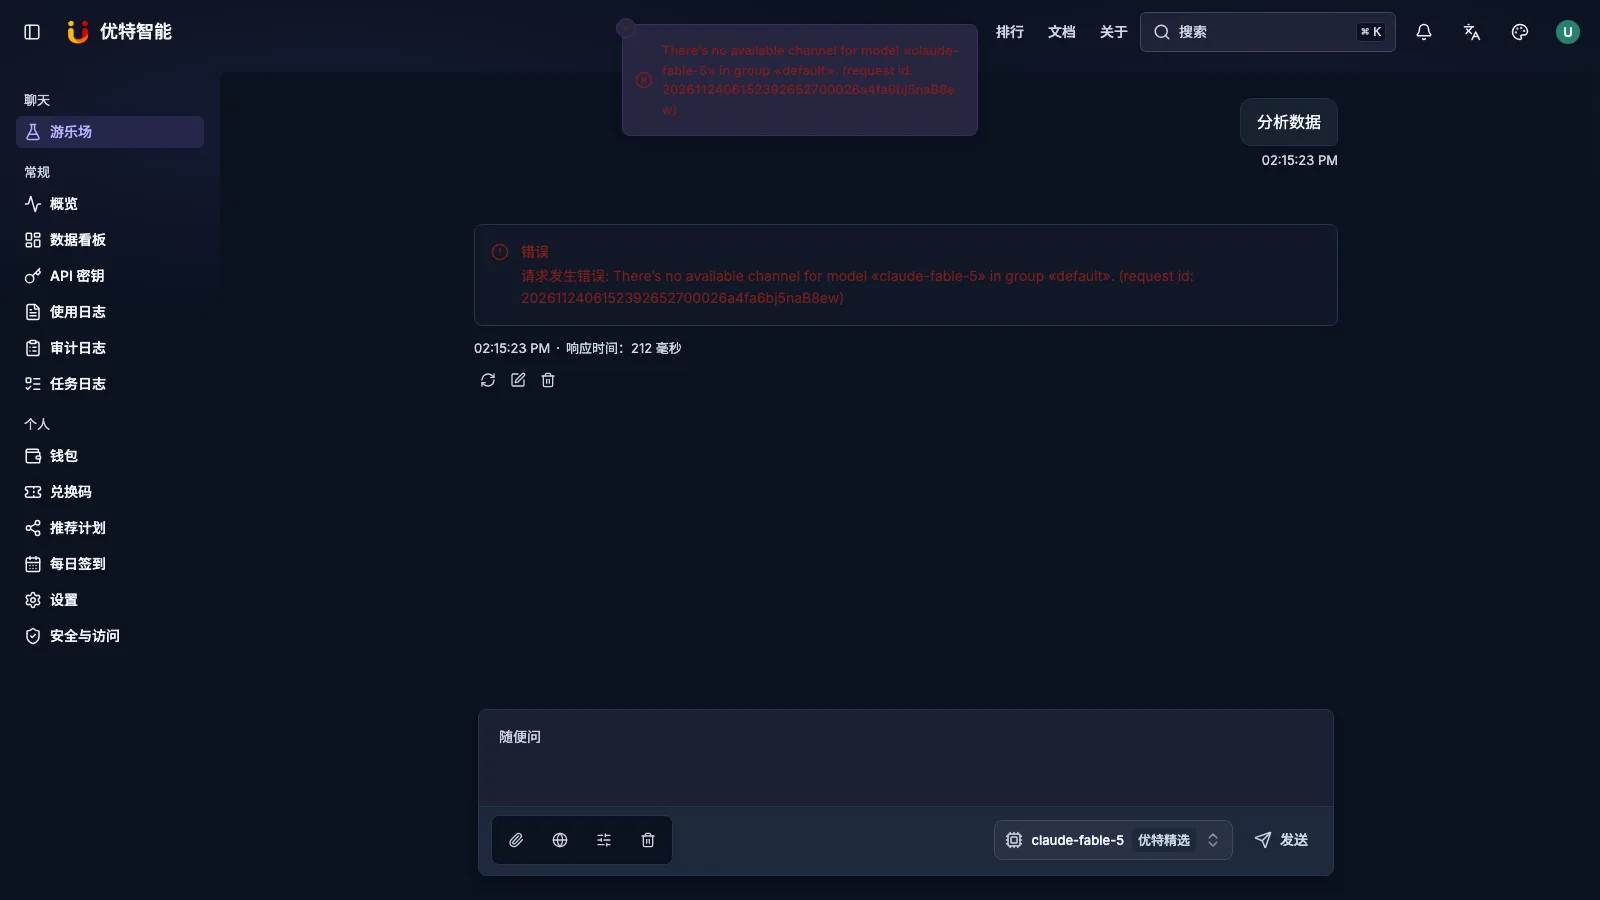 优特智能
排行
文档
关于
搜索
⌘ K
U
There's no available channel for model «claude-
fable-5» in group «default». (request id:
2026112406152392652700026a4fa6bj5naB8e
w)
聊天
游乐场
常规
概览
数据看板
API 密钥
使用日志
审计日志
任务日志
个人
钱包
兑换码
推荐计划
每日签到
设置
安全与访问
分析数据
02:15:23 PM
错误
请求发生错误: There's no available channel for model «claude-fable-5» in group «default». (request id:
2026112406152392652700026a4fa6bj5naB8ew)
02:15:23 PM · 响应时间：212 毫秒
随便问
claude-fable-5 优特精选
发送